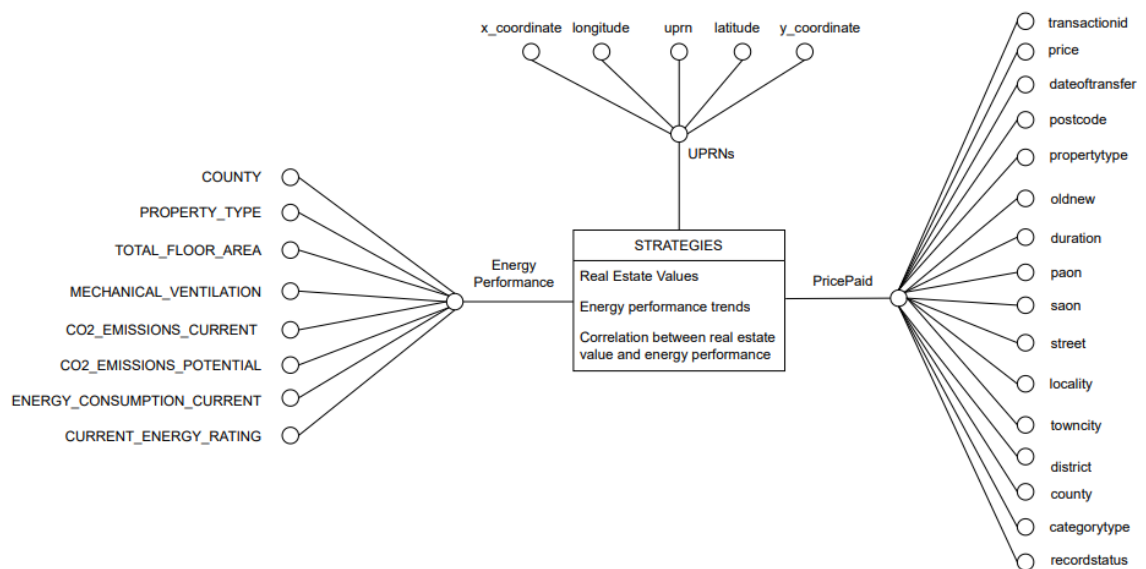 x_coordinate
longitude
uprn
latitude
y_coordinate
UPRNs
COUNTY
PROPERTY_TYPE
TOTAL_FLOOR_AREA
MECHANICAL_VENTILATION
CO2_EMISSIONS_CURRENT
CO2_EMISSIONS_POTENTIAL
ENERGY_CONSUMPTION_CURRENT
CURRENT_ENERGY_RATING
Energy
Performance
STRATEGIES
Real Estate Values
Energy performance trends
Correlation between real estate
value and energy performance
PricePaid
transactionid
price
dateoftransfer
postcode
propertytype
oldnew
duration
paon
saon
street
locality
towncity
district
county
categorytype
recordstatus